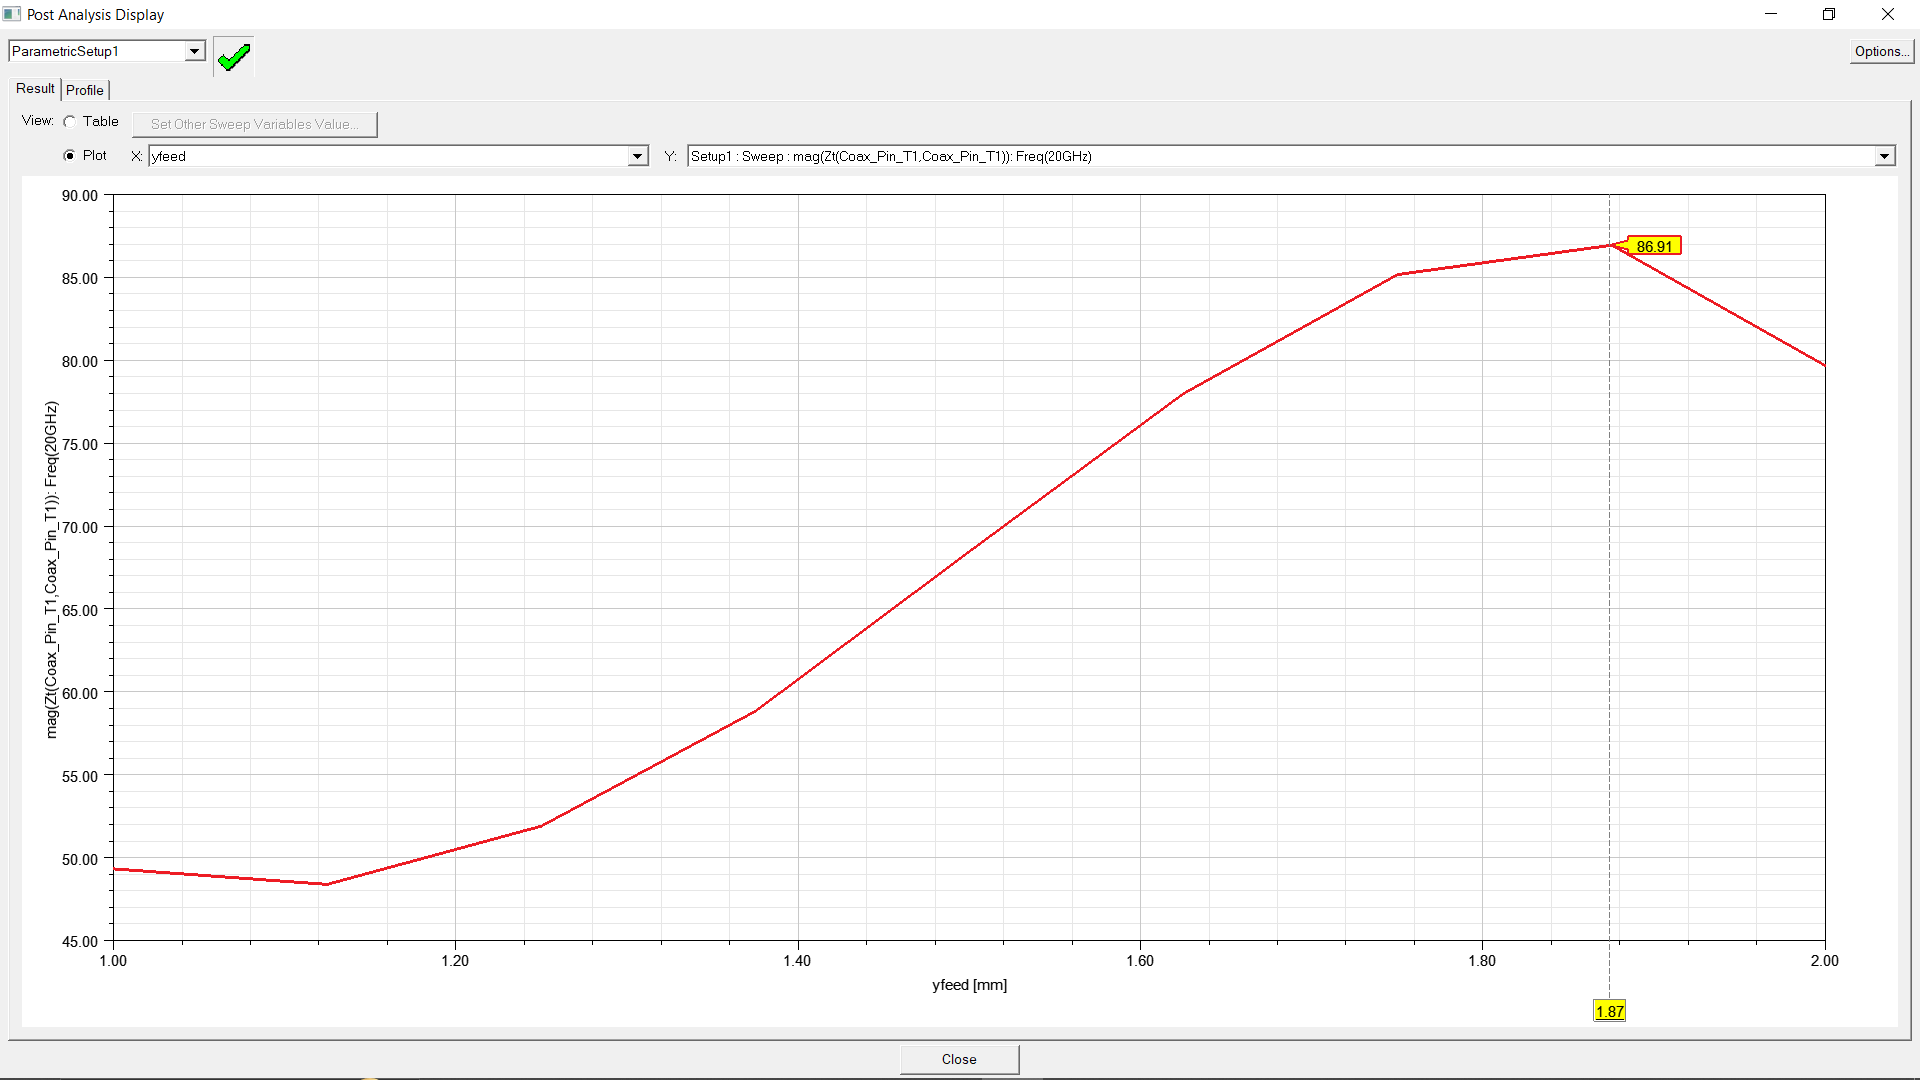 Post Analysis Display
ParametricSetup1
Options...
Result Profile
View: Table Set Other Sweep Variables Value...
Plot X: yfeed Y: Setup1 : Sweep : mag(Zt(Coax_Pin_T1,Coax_Pin_T1)): Freq(20GHz)
mag(Zt(Coax_Pin_T1,Coax_Pin_T1)): Freq(20GHz)
90.00
85.00
80.00
75.00
70.00
65.00
60.00
55.00
50.00
45.00
86.91
1.00 1.20 1.40 1.60 1.80 2.00
yfeed [mm]
1.87
Close